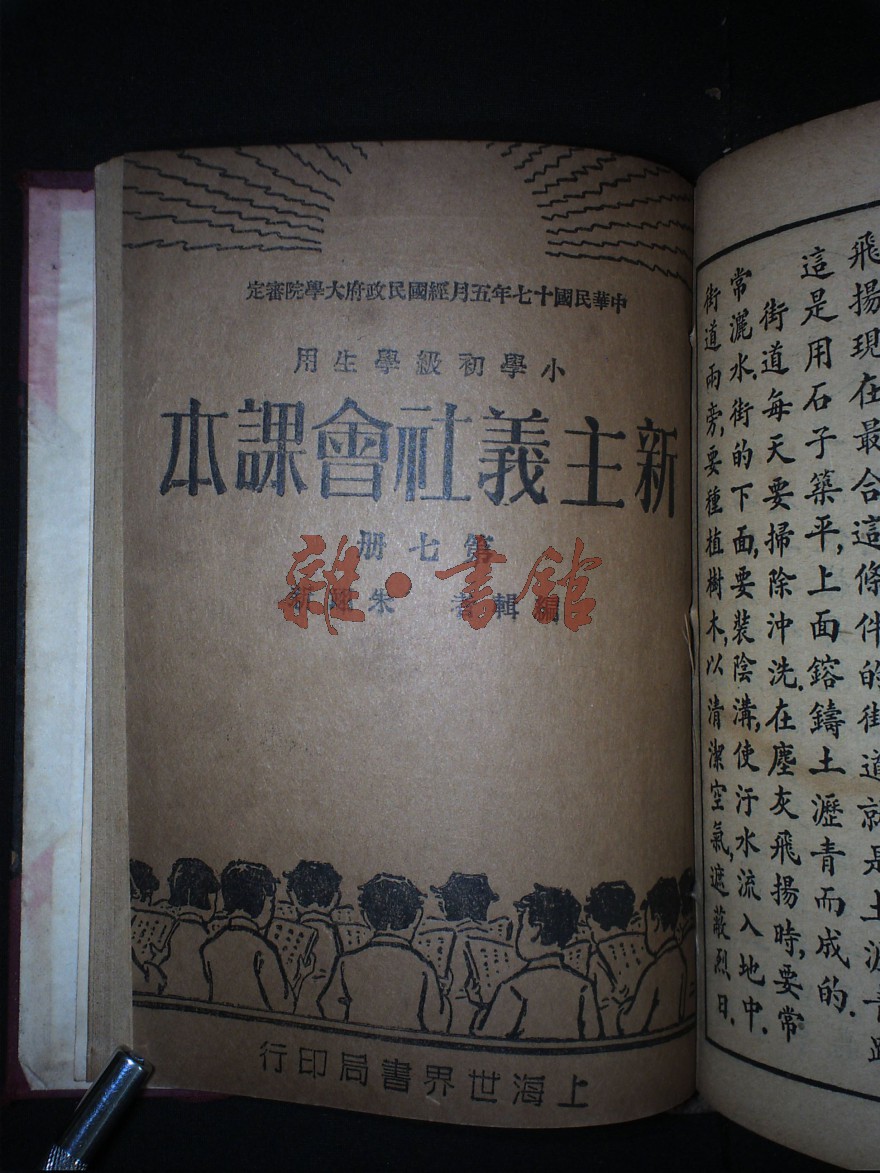 中華民國十七年五月經國民政府大學院審定
小學初級學生用
新主義社會課本
第七册
編輯者 朱翊新
雜·書館
上海世界書局印行
飛揚現在最合這條件的街道就是土瀝青路
這是用石子築平,上面鎔鑄土瀝青而成的.
街道每天要掃除沖洗.在塵灰飛揚時,要常
常灑水.街的下面,要裝陰溝,使汙水流入地中.
街道兩旁,要種植樹木,以清潔空氣,遮蔽烈日.